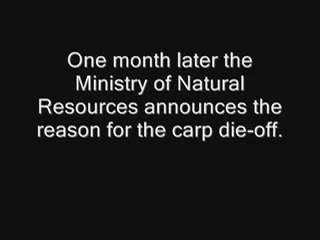 One month later the
Ministry of Natural
Resources announces the
reason for the carp die-off.